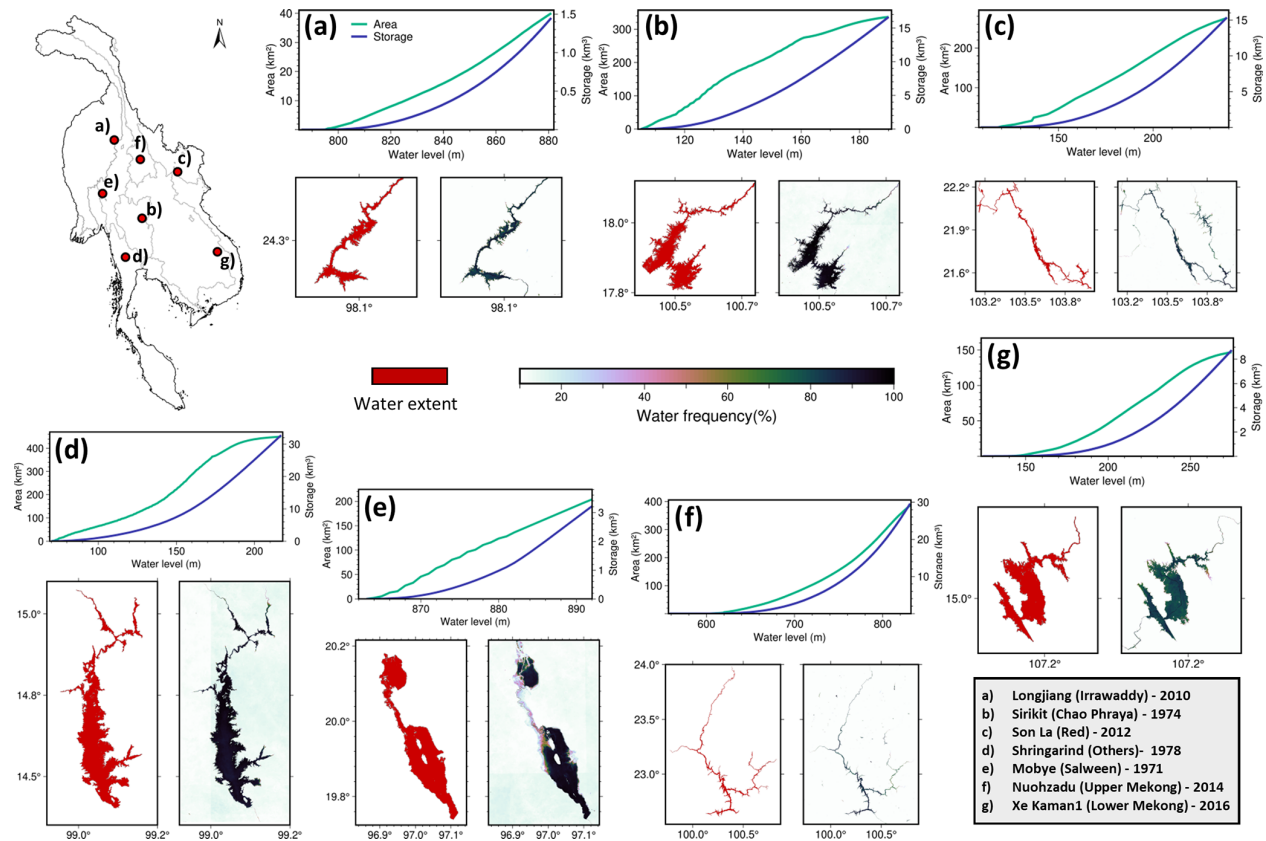 N
a)
f)
c)
e)
b)
d)
g)
(a)
Area
Storage
Area (km²)
40
30
20
10
Storage (km³)
1.5
1.0
0.5
800
820
840
860
880
Water level (m)
24.3°
98.1°
98.1°
(b)
Area (km²)
300
200
100
0
Storage (km³)
15
10
5
0
120
140
160
180
Water level (m)
18.0°
17.8°
100.5°
100.7°
100.5°
100.7°
(c)
Area (km²)
200
100
Storage (km³)
15
10
5
150
200
Water level (m)
22.2°
21.9°
21.6°
103.2°
103.5°
103.8°
103.2°
103.5°
103.8°
Water extent
20
40
60
80
100
Water frequency(%)
(g)
Area (km²)
150
100
50
Storage (km³)
8
6
4
2
150
200
250
Water level (m)
15.0°
107.2°
107.2°
(d)
Area (km²)
400
300
200
100
0
Storage (km³)
30
20
10
0
100
150
200
Water level (m)
15.0°
14.8°
14.5°
99.0°
99.2°
99.0°
99.2°
(e)
Area (km²)
200
150
100
50
0
Storage (km³)
3
2
1
0
870
880
890
Water level (m)
20.2°
20.0°
19.8°
96.9°
97.0°
97.1°
96.9°
97.0°
97.1°
(f)
Area (km²)
400
300
200
100
Storage (km³)
30
20
10
600
700
800
Water level (m)
24.0°
23.5°
23.0°
100.0°
100.5°
100.0°
100.5°
a) Longjiang (Irrawaddy) - 2010
b) Sirikit (Chao Phraya) - 1974
c) Son La (Red) - 2012
d) Shringarind (Others)- 1978
e) Mobye (Salween) - 1971
f) Nuohzadu (Upper Mekong) - 2014
g) Xe Kaman1 (Lower Mekong) - 2016